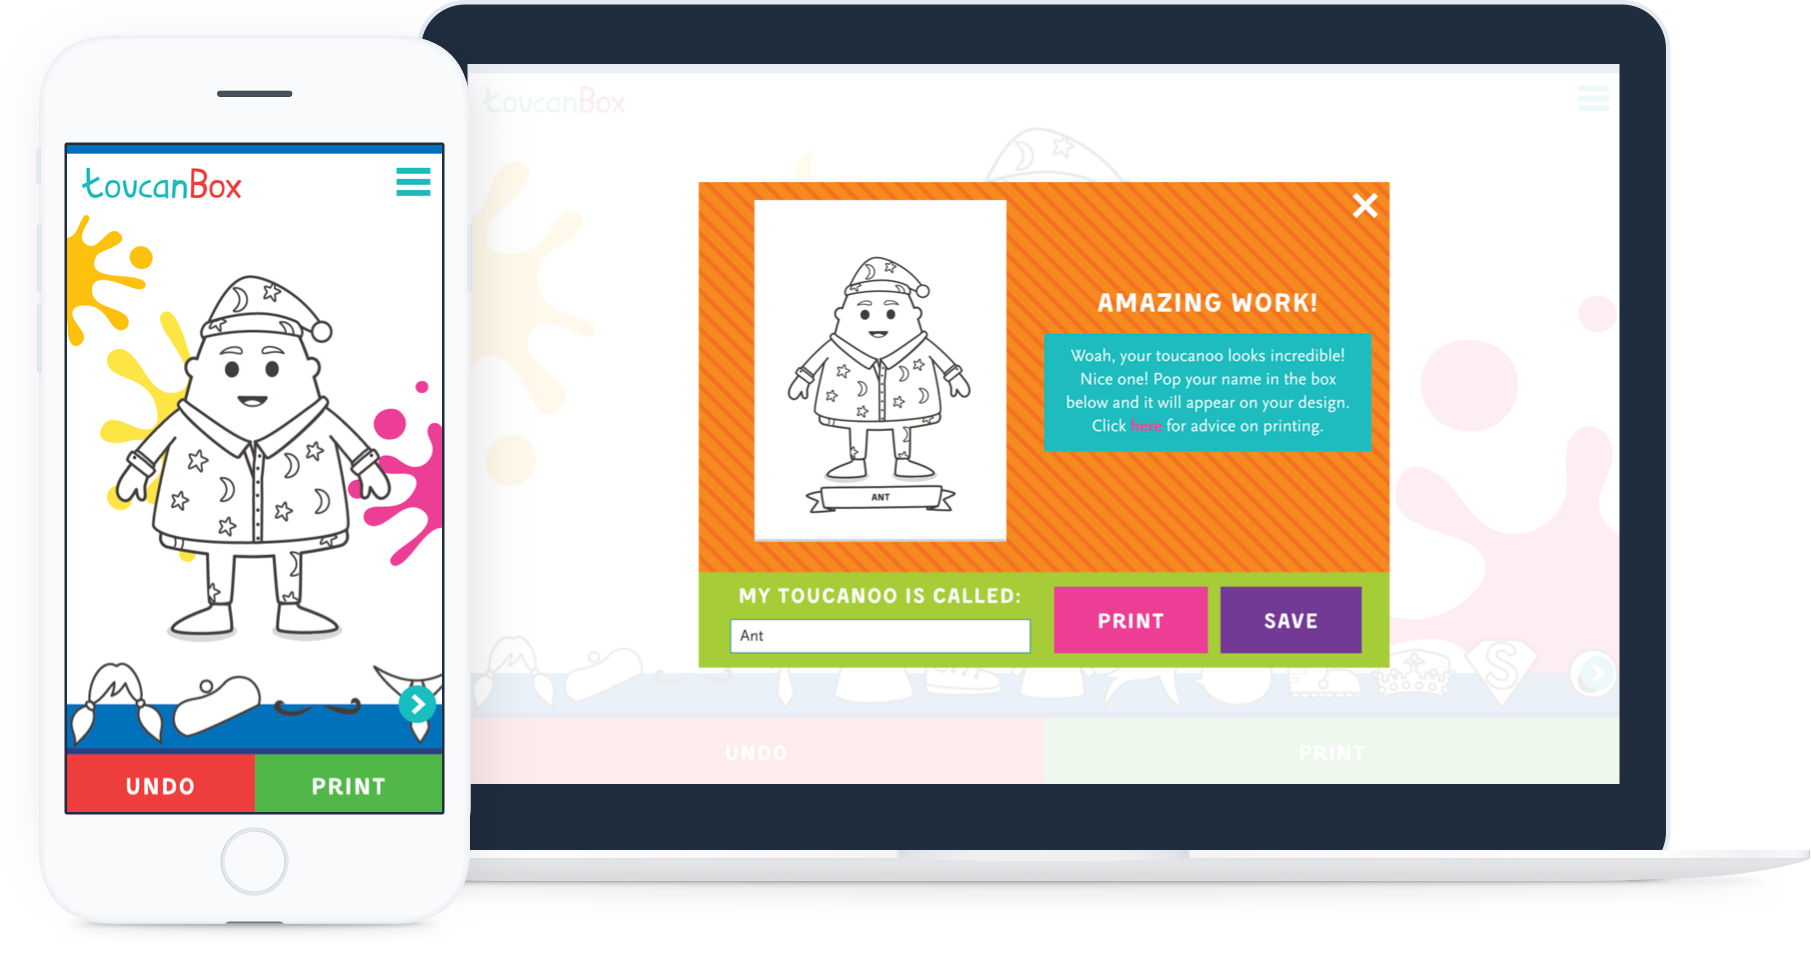 toucanBox
UNDO
PRINT
toucanBox
ANT
AMAZING WORK!
Woah, your toucanoo looks incredible!
Nice one! Pop your name in the box
below and it will appear on your design.
Click here for advice on printing.
MY TOUCANOO IS CALLED:
Ant
PRINT
SAVE
S
UNDO
PRINT